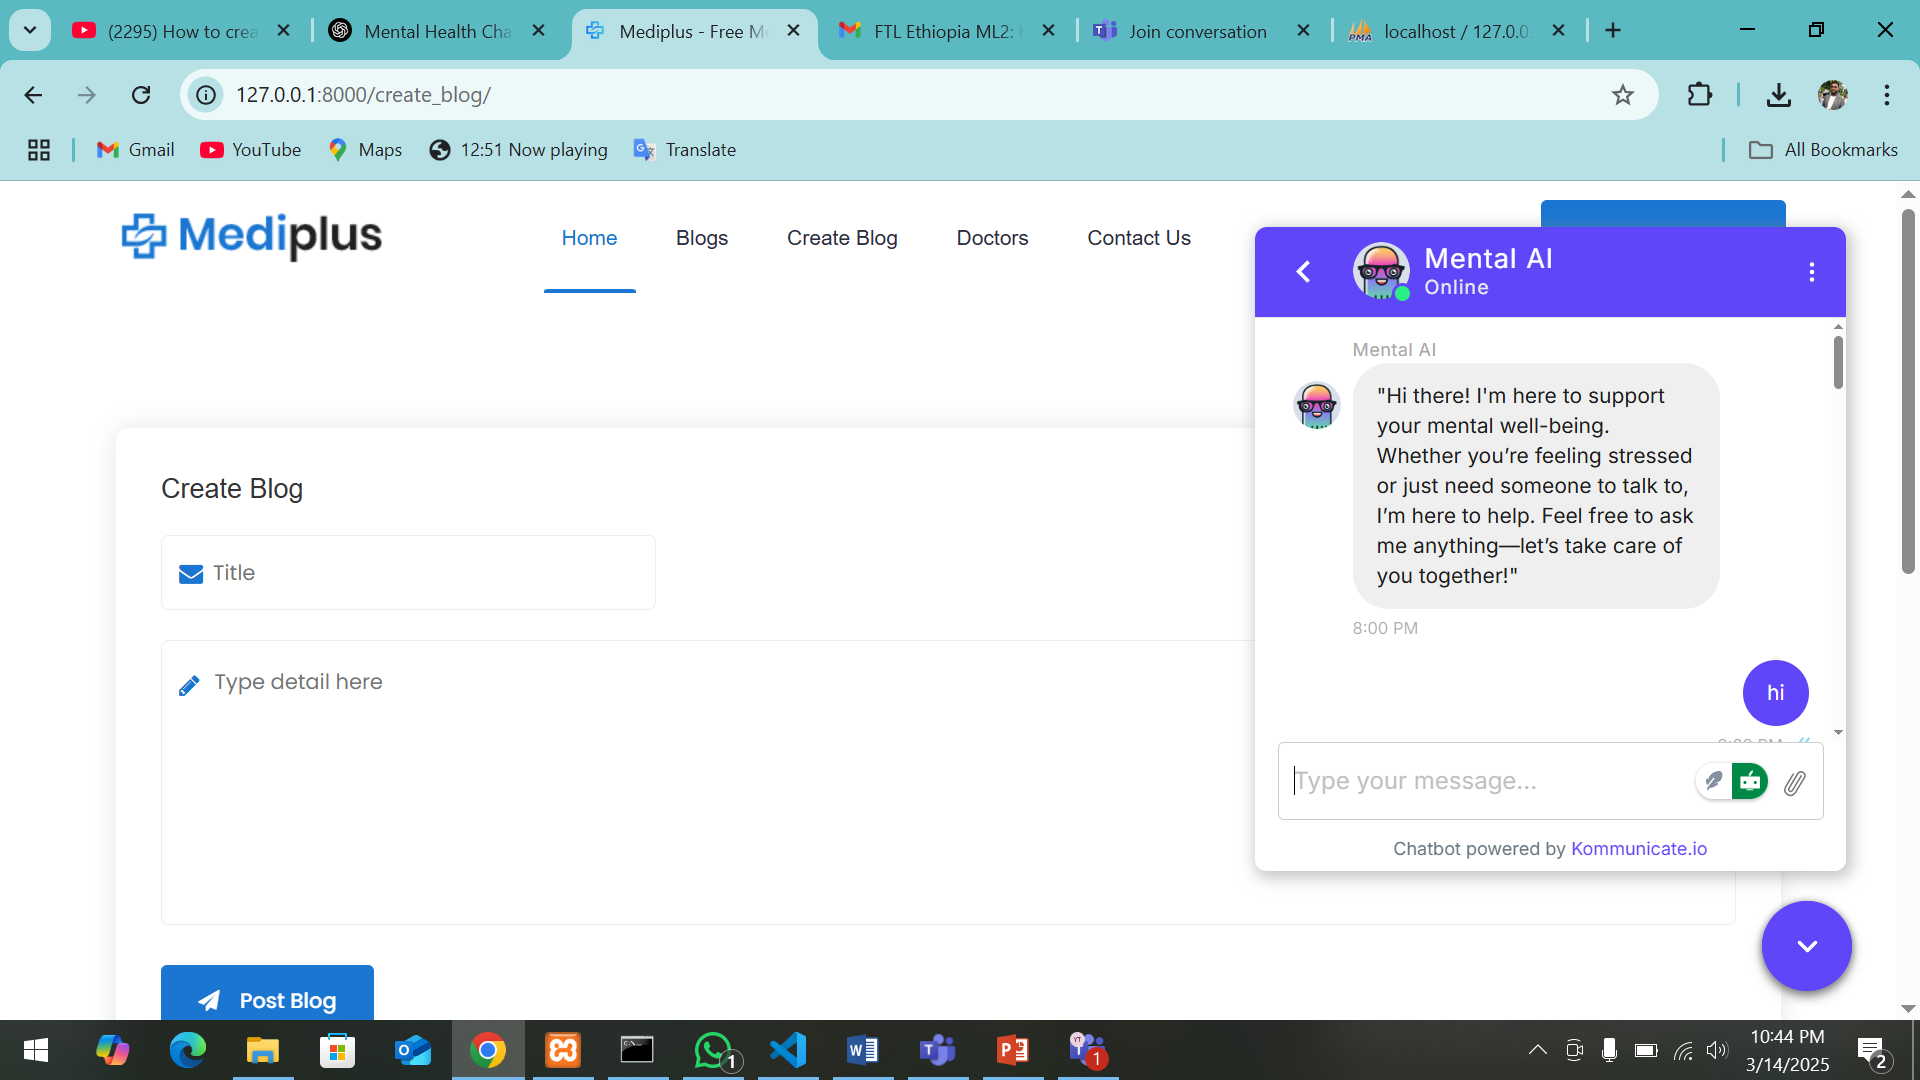 (2295) How to crea
Mental Health Cha
Mediplus - Free Me
FTL Ethiopia ML2:
Join conversation
localhost / 127.0.0.
127.0.0.1:8000/create_blog/
Gmail
YouTube
Maps
12:51 Now playing
Translate
All Bookmarks
Mediplus
Home
Blogs
Create Blog
Doctors
Contact Us
Create Blog
Title
Type detail here
Post Blog
Mental AI
Online
Mental AI
"Hi there! I'm here to support
your mental well-being.
Whether you’re feeling stressed
or just need someone to talk to,
I’m here to help. Feel free to ask
me anything—let’s take care of
you together!"
8:00 PM
hi
Type your message...
Chatbot powered by Kommunicate.io
1
1
10:44 PM
3/14/2025
2